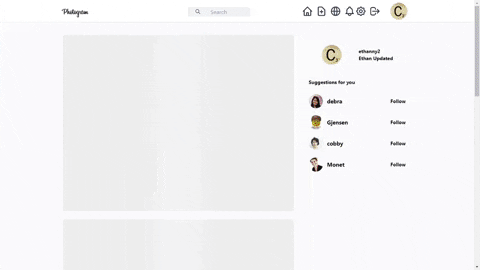 Photogram
Search
C
ethanny2
Ethan Updated
Suggestions for you
debra Follow
Gjensen Follow
cobby Follow
Monet Follow